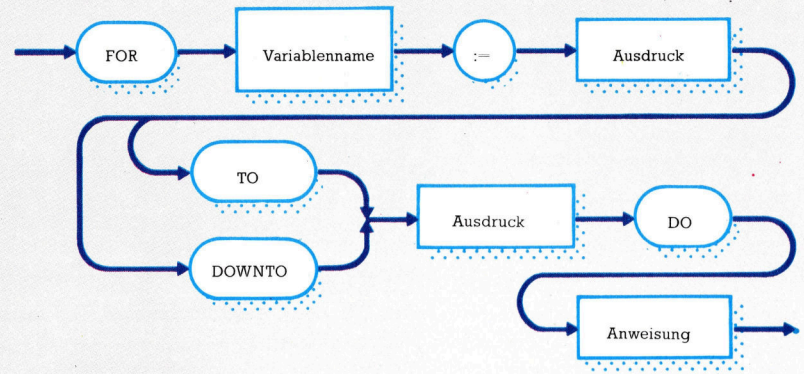 FOR
Variablenname
:=
Ausdruck
TO
DOWNTO
Ausdruck
DO
Anweisung